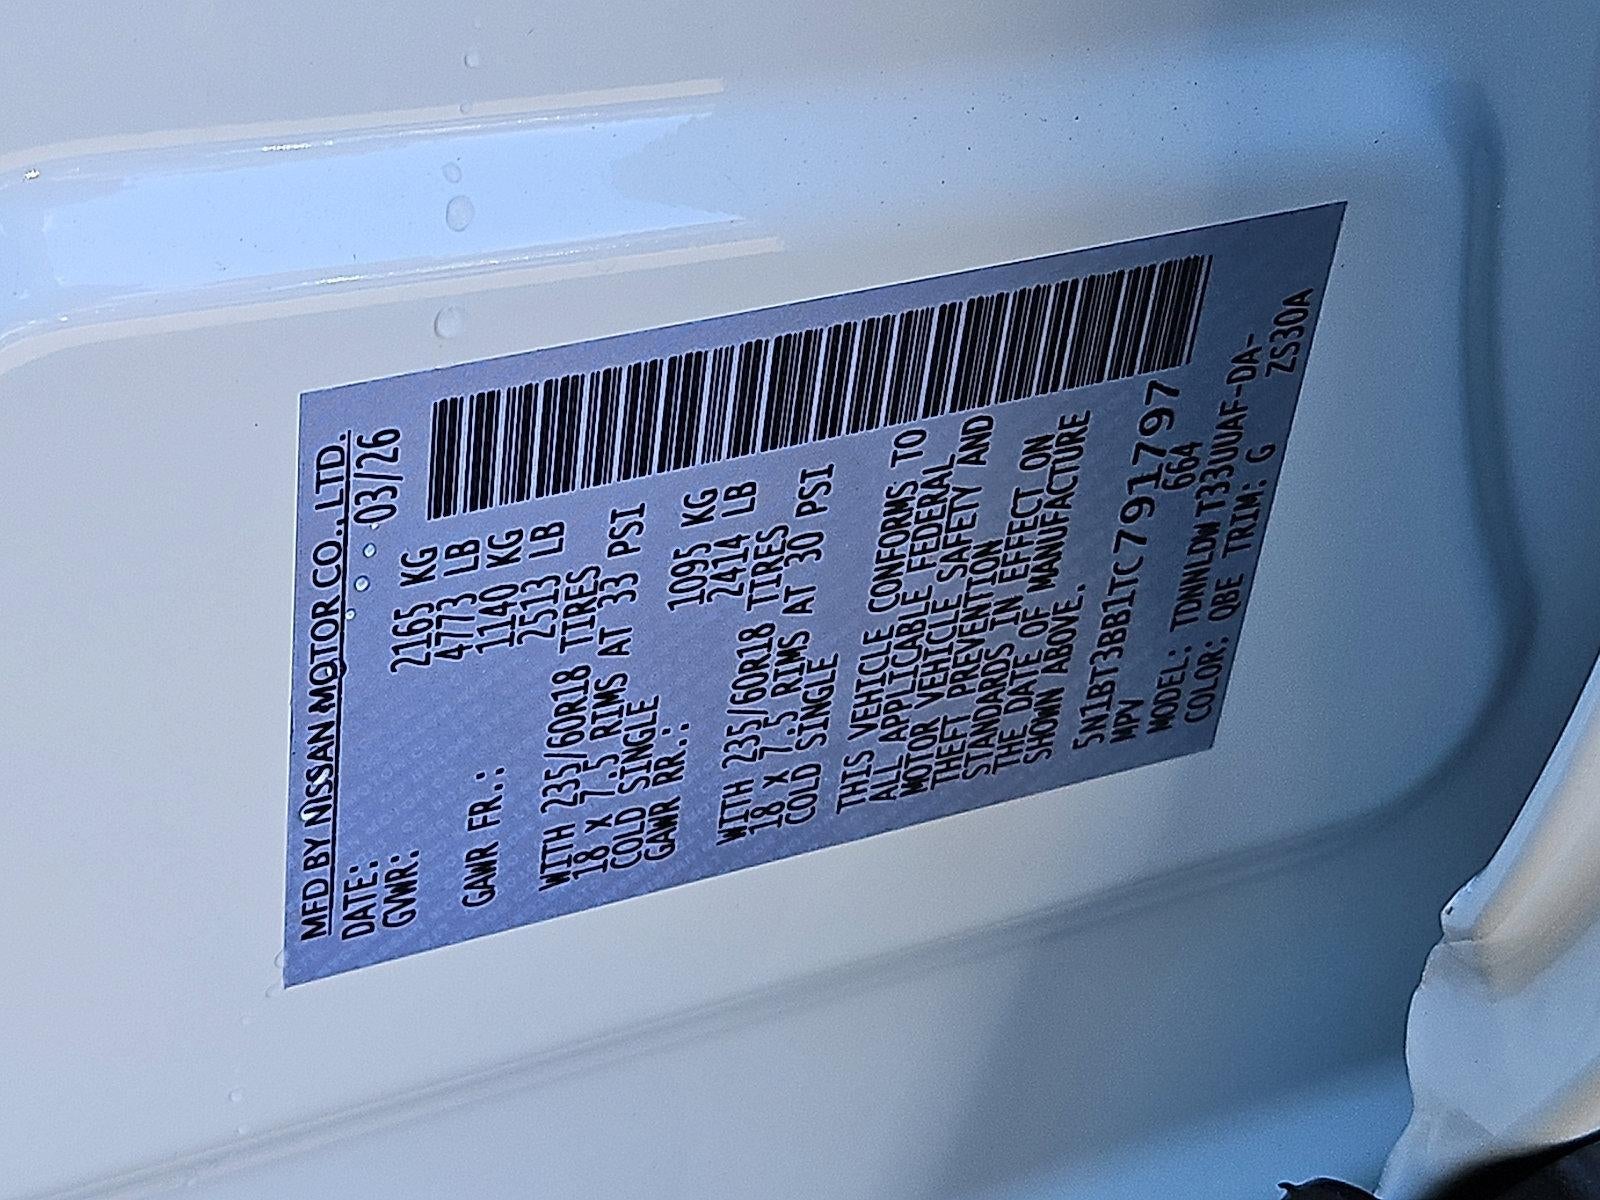 MFD BY NISSAN MOTOR CO., LTD.
DATE: 03/26
GVWR: 2165 KG
4773 LB
GAWR FR.: 1140 KG
2513 LB
WITH 235/60R18 TIRES
18 X 7.5 RIMS AT 33 PSI
COLD SINGLE
GAWR RR.: 1095 KG
2414 LB
WITH 235/60R18 TIRES
18 X 7.5 RIMS AT 30 PSI
COLD SINGLE
THIS VEHICLE CONFORMS TO
ALL APPLICABLE FEDERAL
MOTOR VEHICLE SAFETY AND
THEFT PREVENTION
STANDARDS IN EFFECT ON
THE DATE OF MANUFACTURE
SHOWN ABOVE.
5N1BT3BB1TC791797
MPV 664
MODEL: TDNNLDW T33UUAF-DA-
COLOR: QBE TRIM: G ZS30A